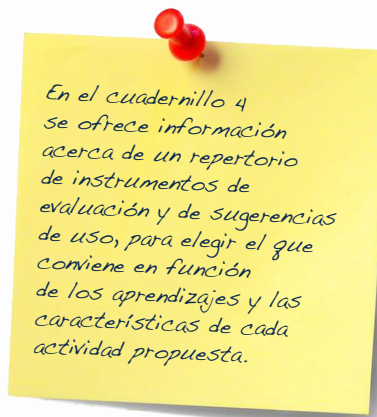 En el cuadernillo 4
se ofrece información
acerca de un repertorio
de instrumentos de
evaluación y de sugerencias
de uso, para elegir el que
conviene en función
de los aprendizajes y las
características de cada
actividad propuesta.